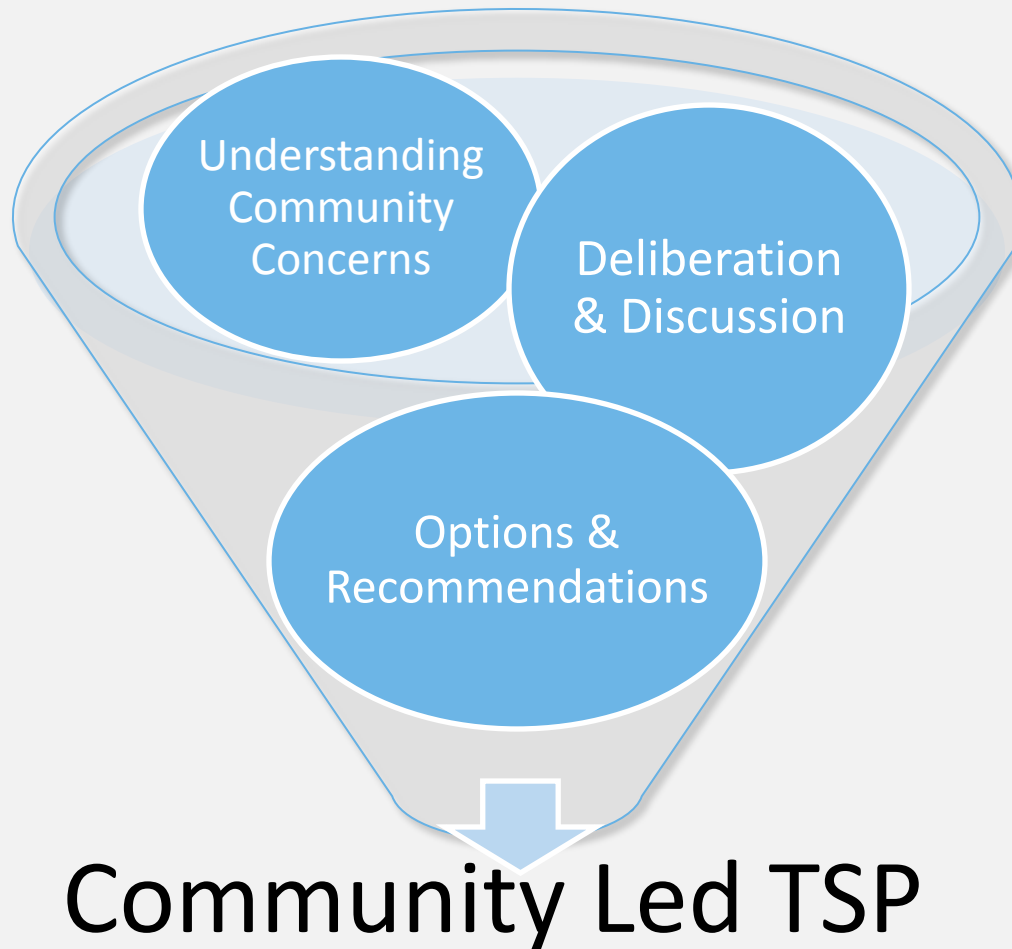 Understanding
Community
Concerns
Deliberation
& Discussion
Options &
Recommendations
Community Led TSP